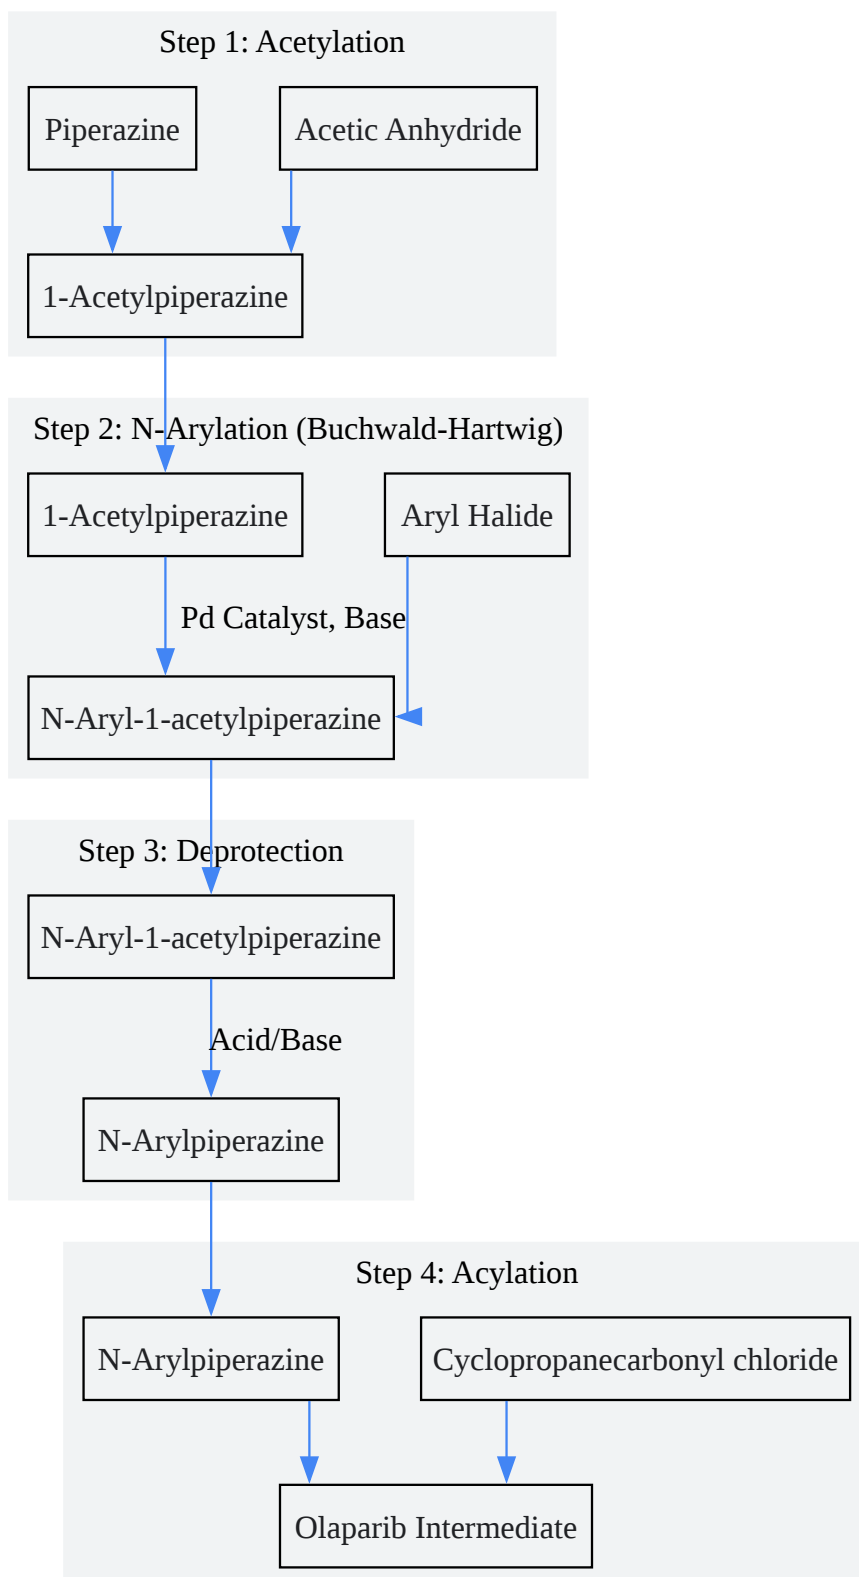 Step 1: Acetylation
Piperazine
Acetic Anhydride
1-Acetylpiperazine
Step 2: N-Arylation (Buchwald-Hartwig)
1-Acetylpiperazine
Aryl Halide
Pd Catalyst, Base
N-Aryl-1-acetylpiperazine
Step 3: Deprotection
N-Aryl-1-acetylpiperazine
Acid/Base
N-Arylpiperazine
Step 4: Acylation
N-Arylpiperazine
Cyclopropanecarbonyl chloride
Olaparib Intermediate